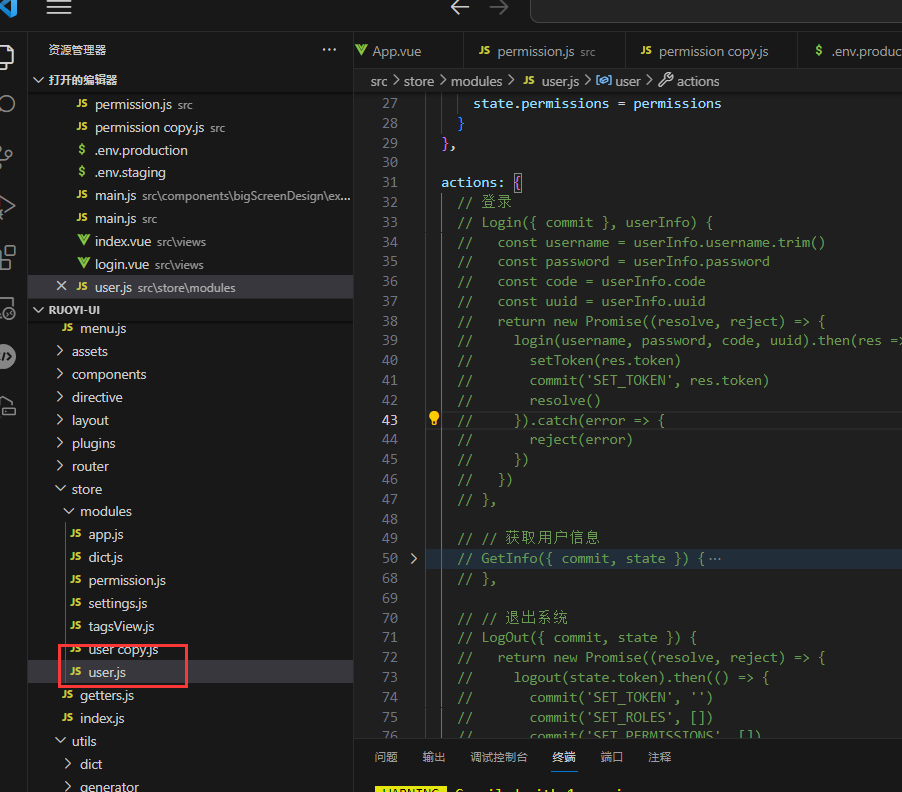 资源管理器 ···
打开的编辑器
JS permission.js src
JS permission copy.js src
$ .env.production
$ .env.staging
JS main.js src\components\bigScreenDesign\ex...
JS main.js src
index.vue src\views
login.vue src\views
JS user.js src\store\modules
RUOYI-UI
JS menu.js
assets
components
directive
layout
plugins
router
store
modules
JS app.js
JS dict.js
JS permission.js
JS settings.js
JS tagsView.js
JS user copy.js
JS user.js
JS getters.js
JS index.js
utils
dict
generator
App.vue
JS permission.js src
JS permission copy.js
$ .env.produc
src > store > modules > JS user.js > user > actions
27 state.permissions = permissions
28 }
29 },
30
31 actions: {
32 // 登录
33 // Login({ commit }, userInfo) {
34 // const username = userInfo.username.trim()
35 // const password = userInfo.password
36 // const code = userInfo.code
37 // const uuid = userInfo.uuid
38 // return new Promise((resolve, reject) => {
39 // login(username, password, code, uuid).then(res =>
40 // setToken(res.token)
41 // commit('SET_TOKEN', res.token)
42 // resolve()
43 // }).catch(error => {
44 // reject(error)
45 // })
46 // })
47 // },
48
49 // // 获取用户信息
50 // GetInfo({ commit, state }) {···
68 // },
69
70 // // 退出系统
71 // LogOut({ commit, state }) {
72 // return new Promise((resolve, reject) => {
73 // logout(state.token).then(() => {
74 // commit('SET_TOKEN', '')
75 // commit('SET_ROLES', [])
76 // commit('SET_PERMISSIONS', [])
问题 输出 调试控制台 终端 端口 注释
WARNING Compiled with 1 warning